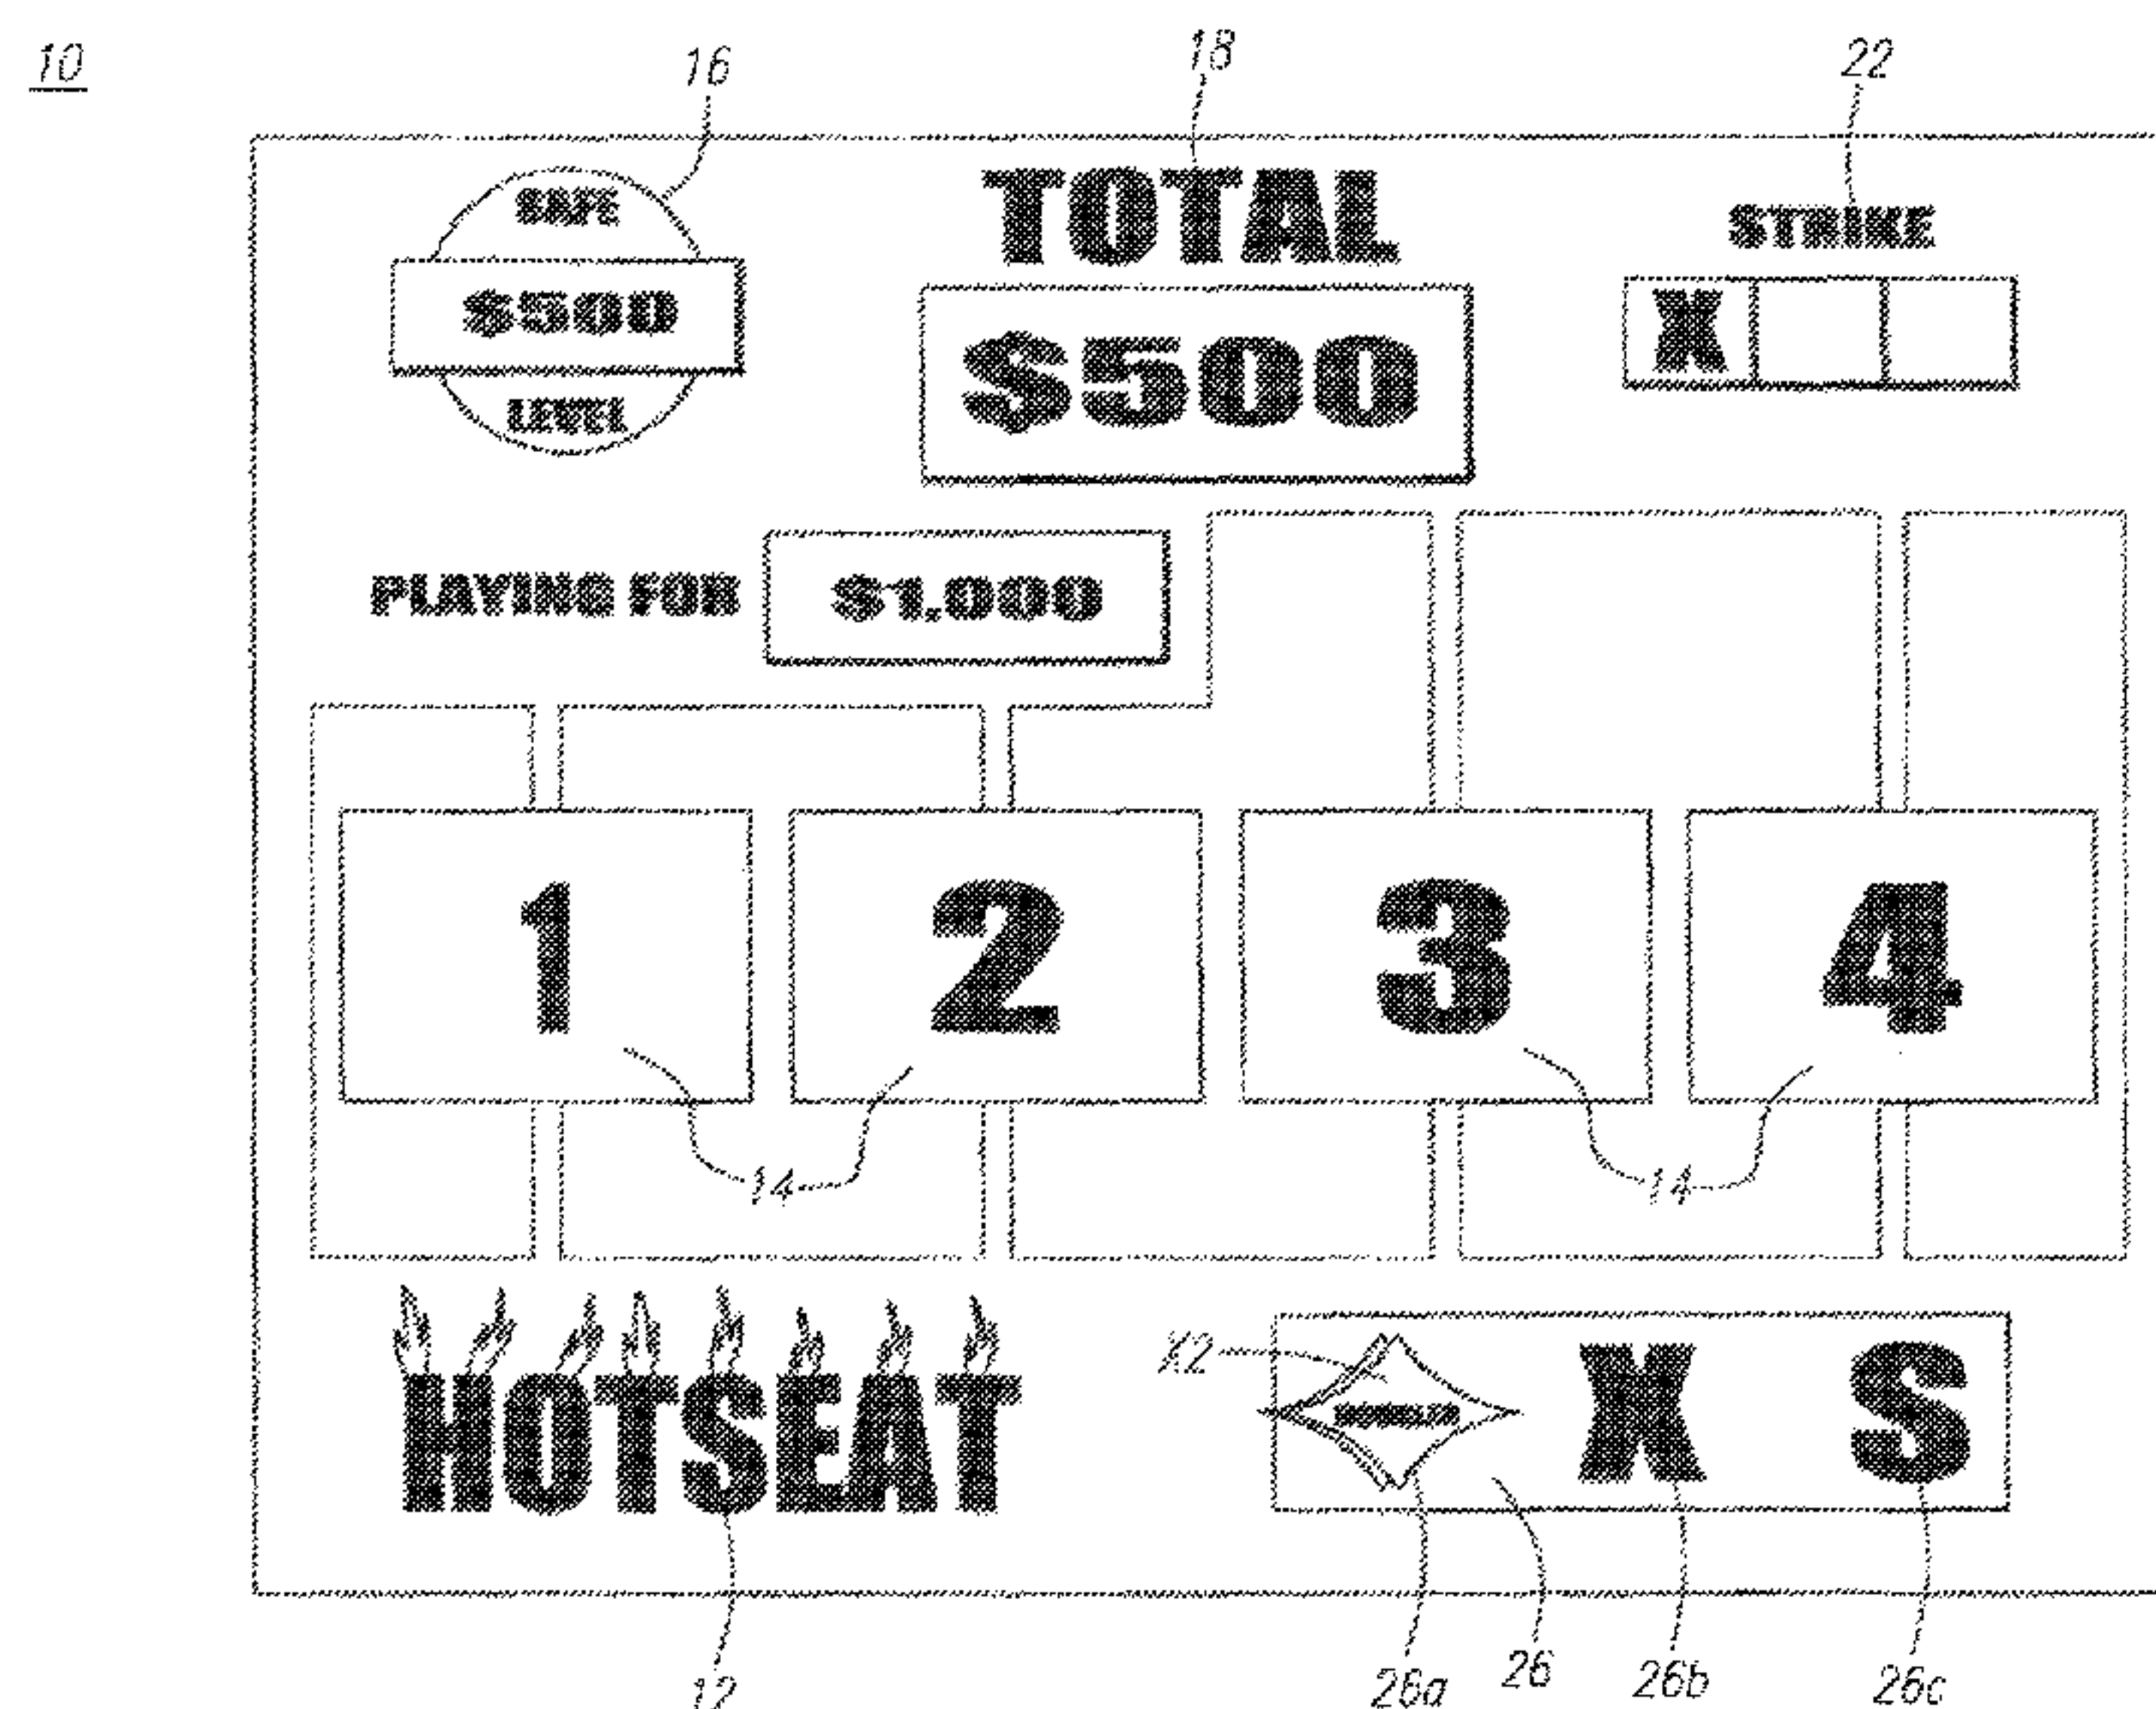 10
16
18
22
SAFE
$500
LEVEL
TOTAL
$500
STRIKE
X
PLAYING FOR
$1,000
1
2
3
4
14
14
HOTSEAT
X2
X
S
12
26a
26
26b
26c